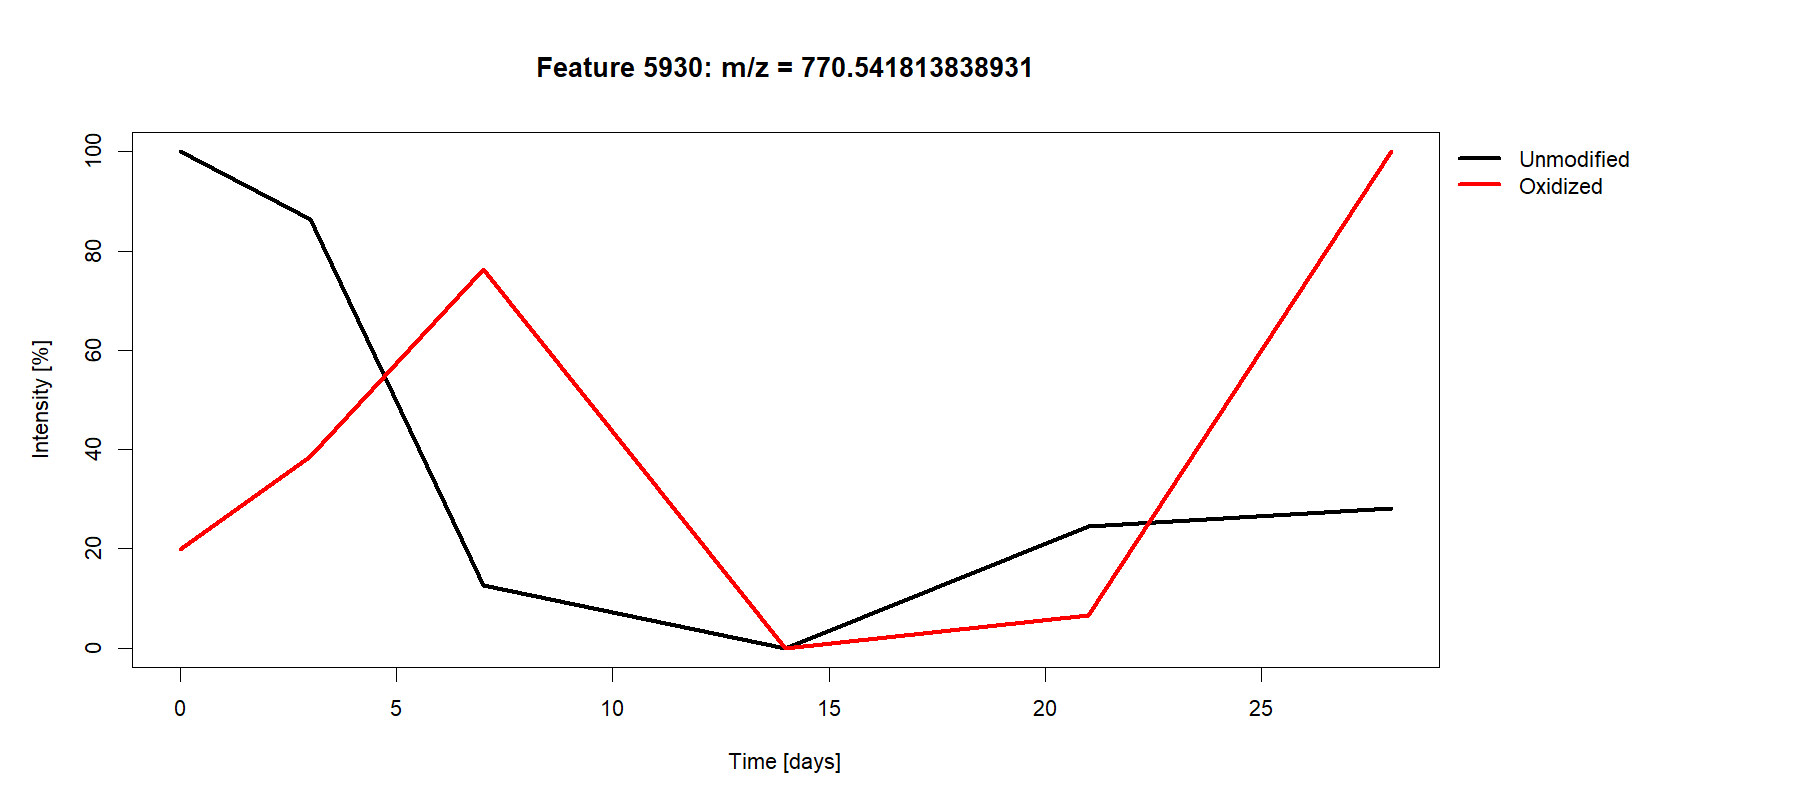 Feature 5930: m/z = 770.541813838931
Unmodified
Oxidized
Intensity [%]
100
80
60
40
20
0
0 5 10 15 20 25
Time [days]